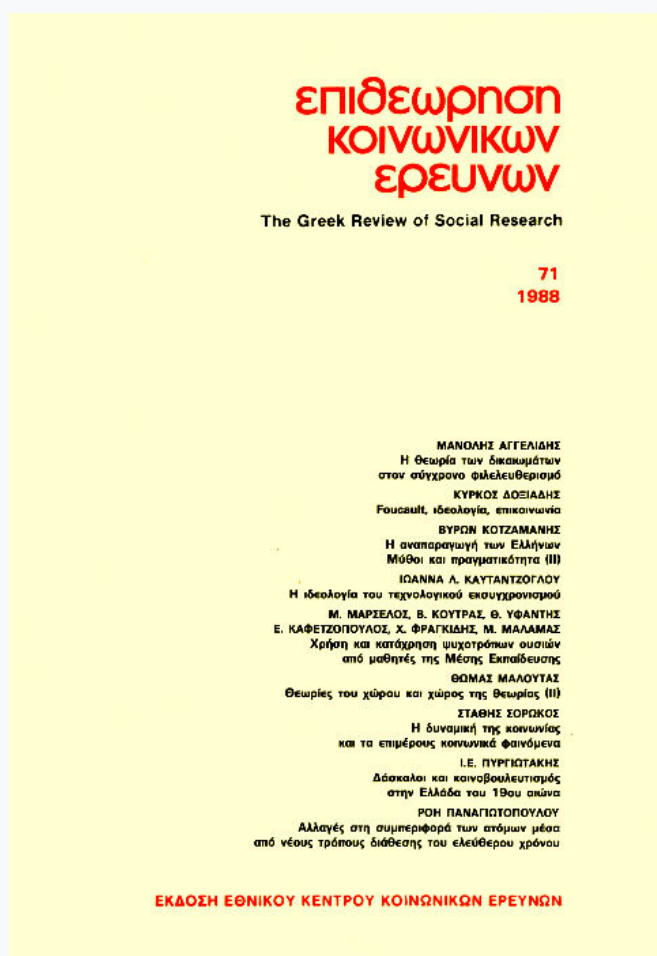 επιθεωρηση
κοινωνικων
ερευνων
The Greek Review of Social Research
71
1988
ΜΑΝΟΛΗΣ ΑΓΓΕΛΙΔΗΣ
Η θεωρία των δικαιωμάτων
στον σύγχρονο φιλελευθερισμό
ΚΥΡΚΟΣ ΔΟΞΙΑΔΗΣ
Foucault, ιδεολογία, επικοινωνία
ΒΥΡΩΝ ΚΟΤΖΑΜΑΝΗΣ
Η αναπαραγωγή των Ελλήνων
Μύθοι και πραγματικότητα (II)
ΙΩΑΝΝΑ Λ. ΚΑΥΤΑΝΤΖΟΓΛΟΥ
Η ιδεολογία του τεχνολογικού εκσυγχρονισμού
Μ. ΜΑΡΣΕΛΟΣ, Β. ΚΟΥΤΡΑΣ, Θ. ΥΦΑΝΤΗΣ
Ε. ΚΑΦΕΤΖΟΠΟΥΛΟΣ, Χ. ΦΡΑΓΚΙΔΗΣ, Μ. ΜΑΛΑΜΑΣ
Χρήση και κατάχρηση ψυχοτρόπων ουσιών
από μαθητές της Μέσης Εκπαίδευσης
ΘΩΜΑΣ ΜΑΛΟΥΤΑΣ
Θεωρίες του χώρου και χώρος της θεωρίας (II)
ΣΤΑΘΗΣ ΣΟΡΩΚΟΣ
Η δυναμική της κοινωνίας
και τα επιμέρους κοινωνικά φαινόμενα
Ι.Ε. ΠΥΡΓΙΩΤΑΚΗΣ
Δάσκαλοι και κοινοβουλευτισμός
στην Ελλάδα του 19ου αιώνα
ΡΟΗ ΠΑΝΑΓΙΩΤΟΠΟΥΛΟΥ
Αλλαγές στη συμπεριφορά των ατόμων μέσα
από νέους τρόπους διάθεσης του ελεύθερου χρόνου
ΕΚΔΟΣΗ ΕΘΝΙΚΟΥ ΚΕΝΤΡΟΥ ΚΟΙΝΩΝΙΚΩΝ ΕΡΕΥΝΩΝ